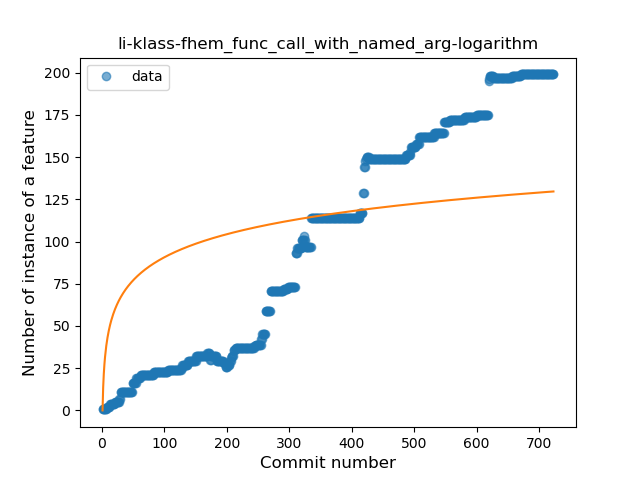 li-klass-fhem_func_call_with_named_arg-logarithm
data
Number of instance of a feature
200
175
150
125
100
75
50
25
0
0 100 200 300 400 500 600 700
Commit number